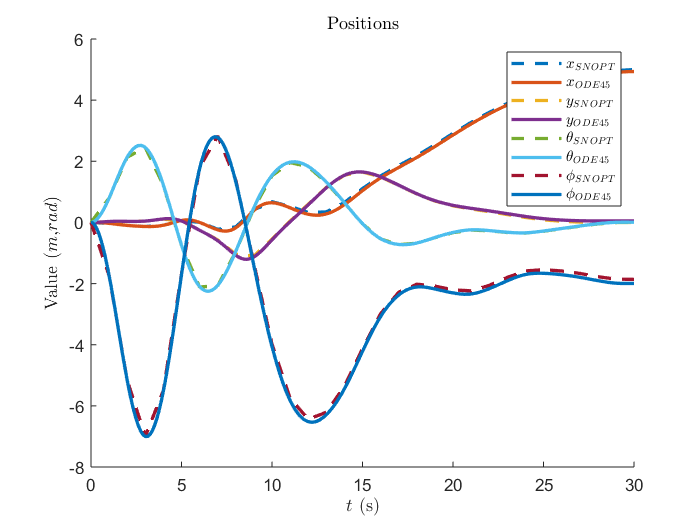 Positions
6
4
2
0
-2
-4
-6
-8
Value (m,rad)
0 5 10 15 20 25 30
t (s)
x_SNOPT
x_ODE45
y_SNOPT
y_ODE45
θ_SNOPT
θ_ODE45
ϕ_SNOPT
ϕ_ODE45